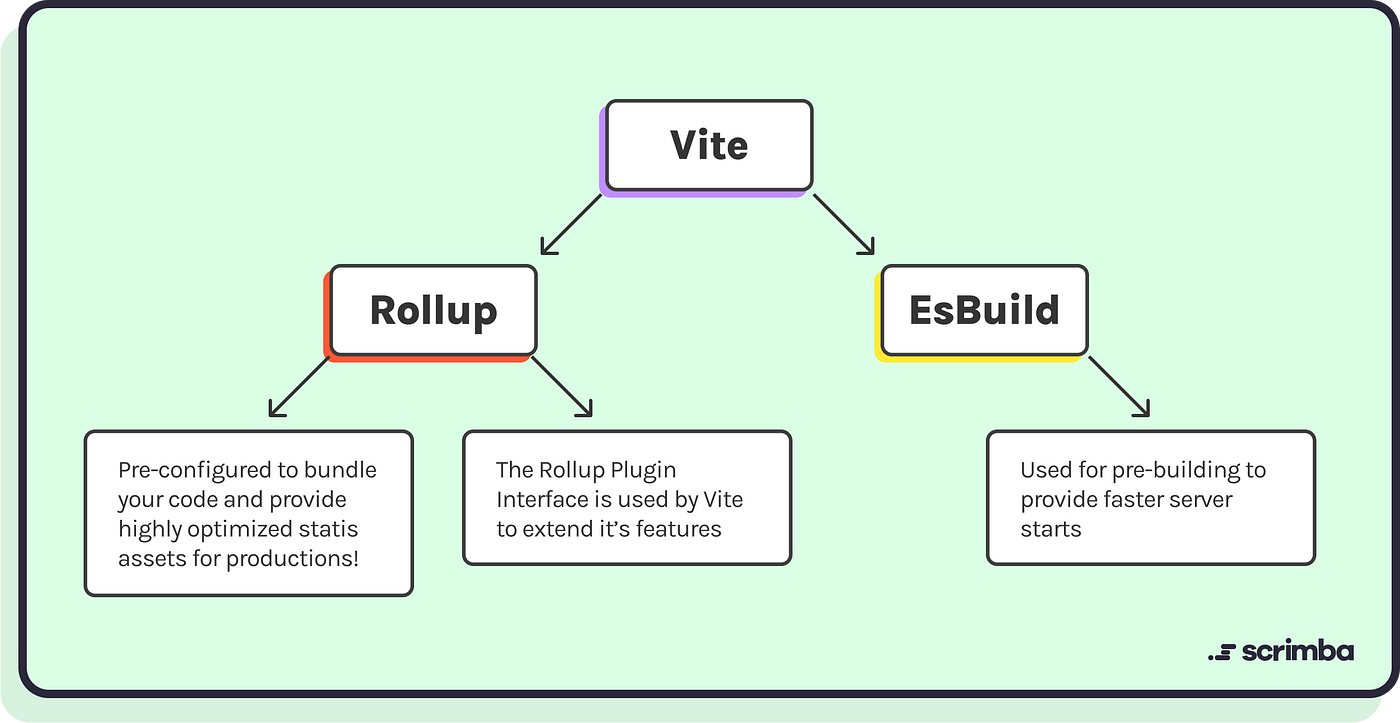 Vite
Rollup
EsBuild
Pre-configured to bundle
your code and provide
highly optimized statis
assets for productions!
The Rollup Plugin
Interface is used by Vite
to extend it’s features
Used for pre-building to
provide faster server
starts
scrimba